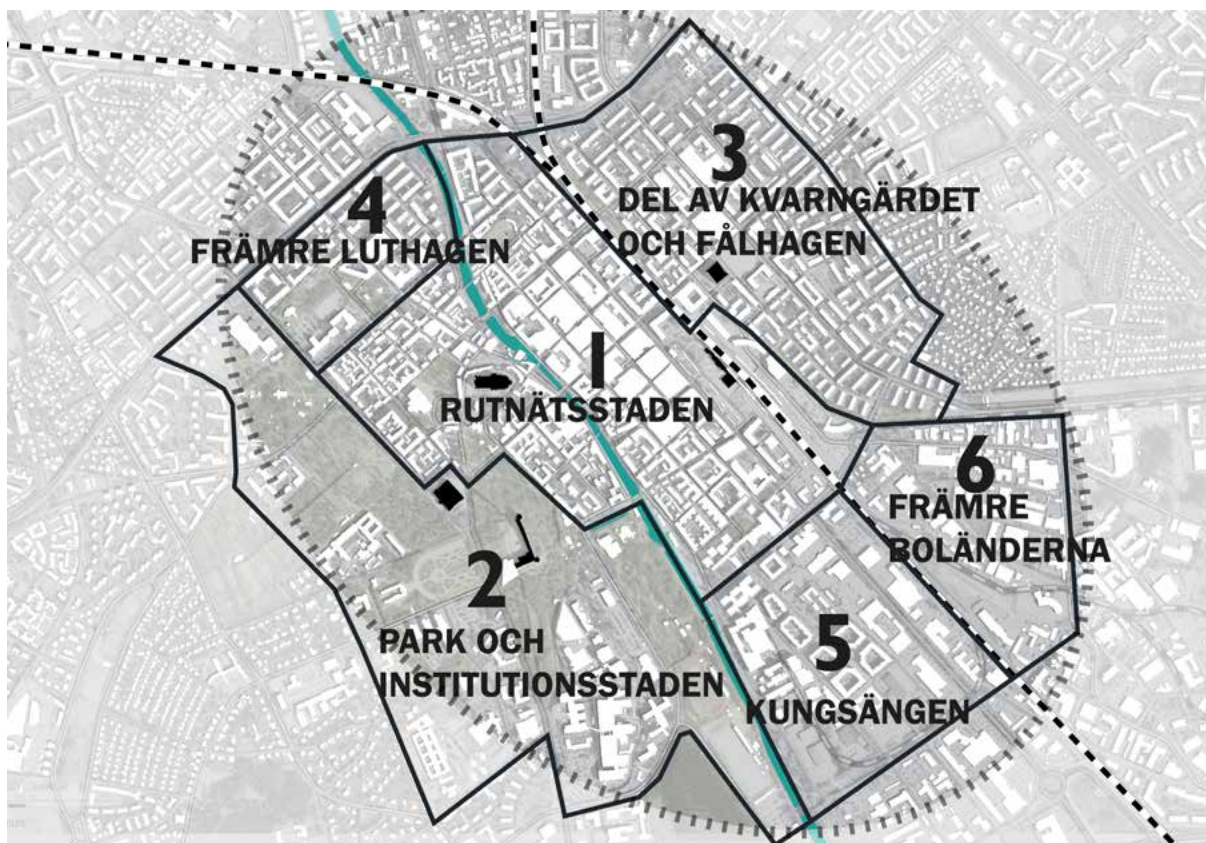 3
DEL AV KVARNGÄRDET
OCH FÅLHAGEN
4
FRÄMRE LUTHAGEN
1
RUTNÄTSSTADEN
6
FRÄMRE
BOLÄNDERNA
2
PARK OCH
INSTITUTIONSSTADEN
5
KUNGSÄNGEN